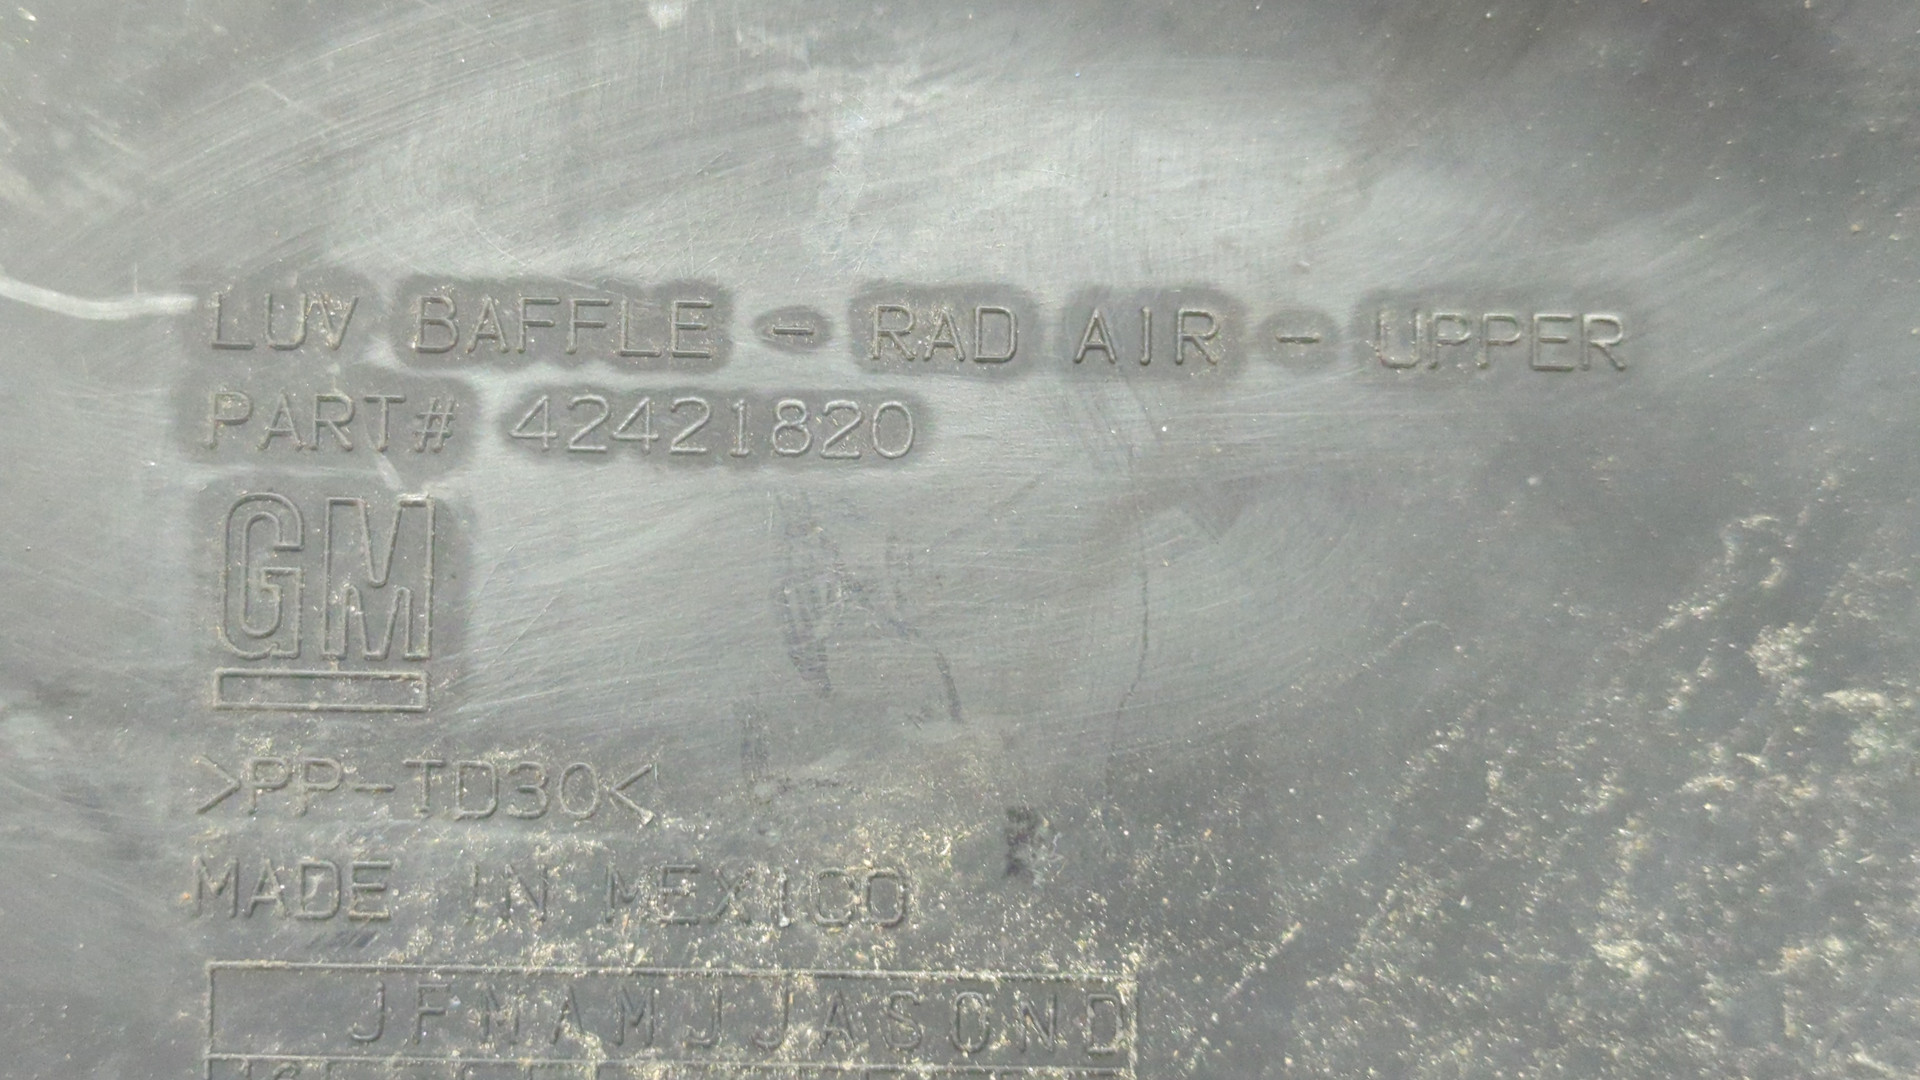 LUV BAFFLE - RAD AIR - UPPER
PART# 42421820
GM
>PP-TD30<
MADE IN MEXICO
JFMAMJJASOND